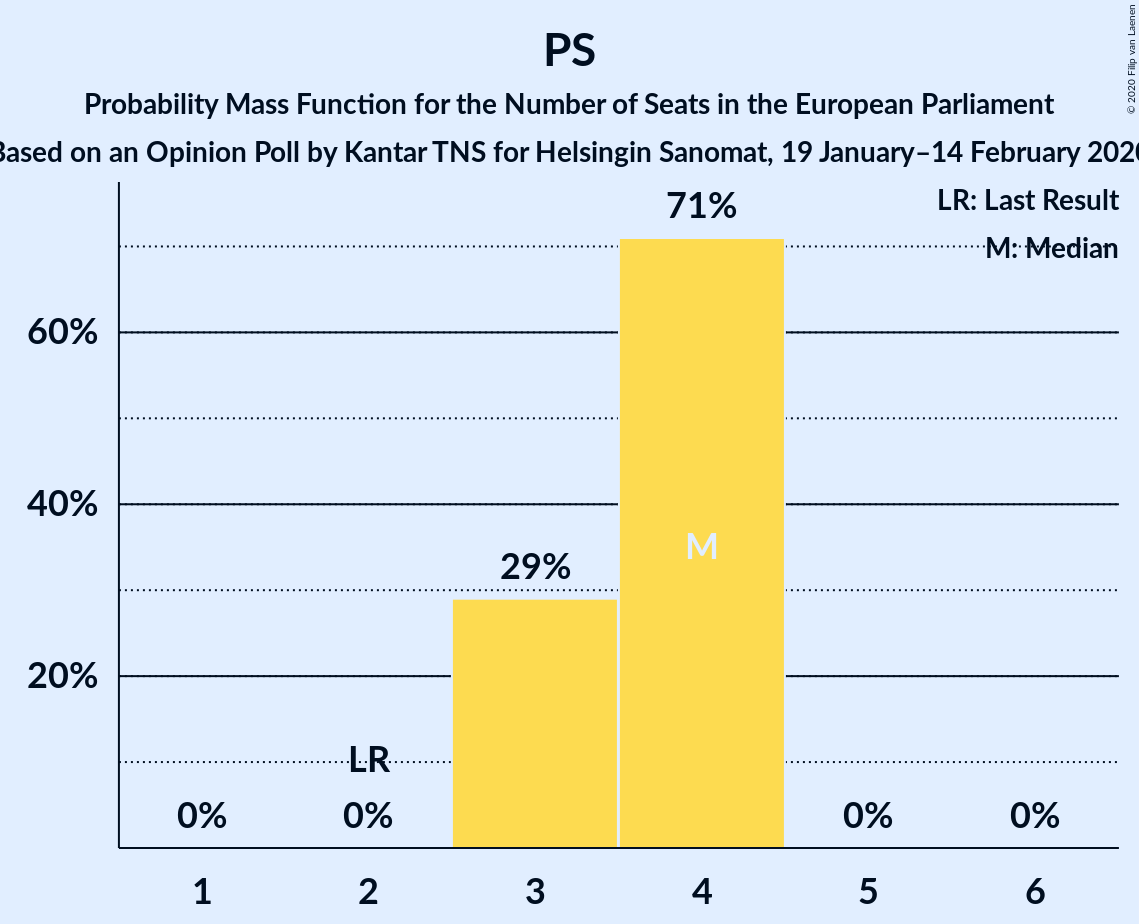 PS
Probability Mass Function for the Number of Seats in the European Parliament
Based on an Opinion Poll by Kantar TNS for Helsingin Sanomat, 19 January–14 February 2020
© 2020 Filip van Laenen
LR: Last Result
M: Median
71%
60%
40%
M
29%
20%
LR
0%
0%
0%
0%
1
2
3
4
5
6